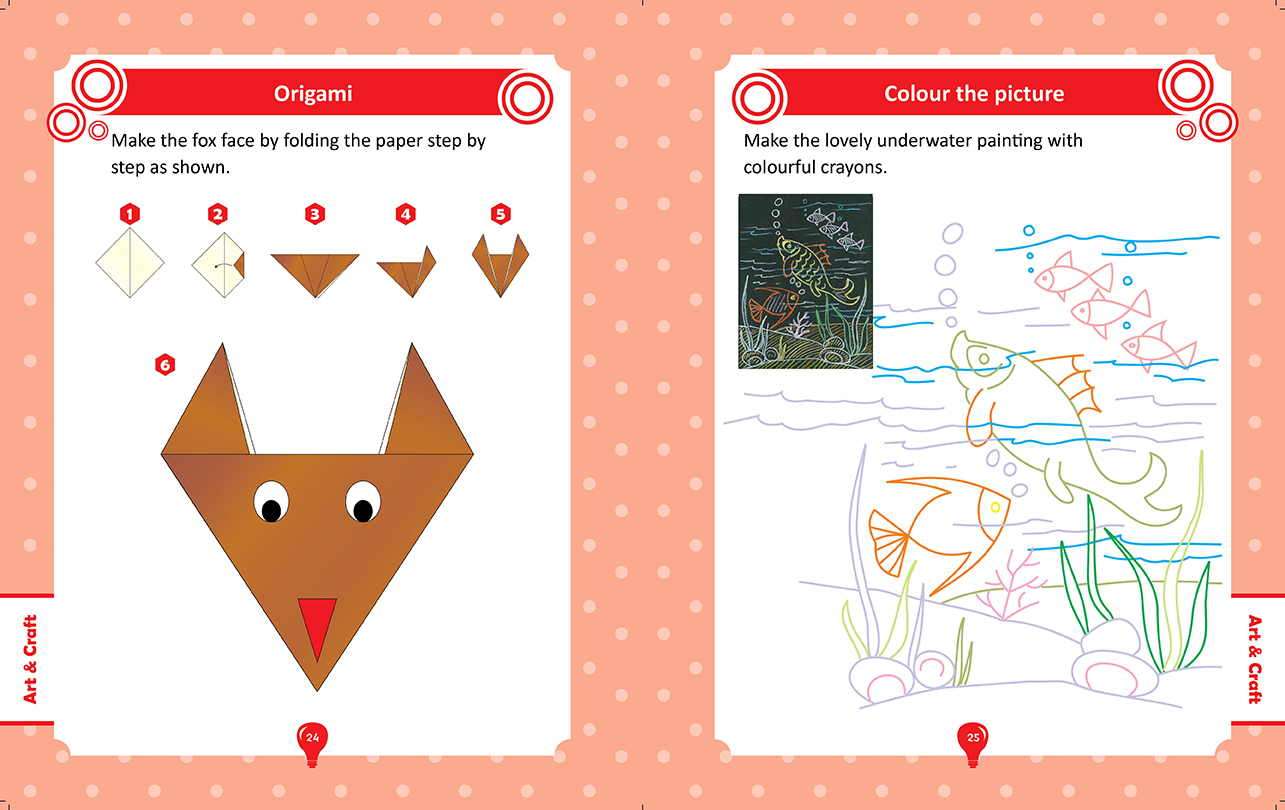 Origami
Make the fox face by folding the paper step by
step as shown.
1
2
3
4
5
6
Art & Craft
24
Colour the picture
Make the lovely underwater painting with
colourful crayons.
Art & Craft
25